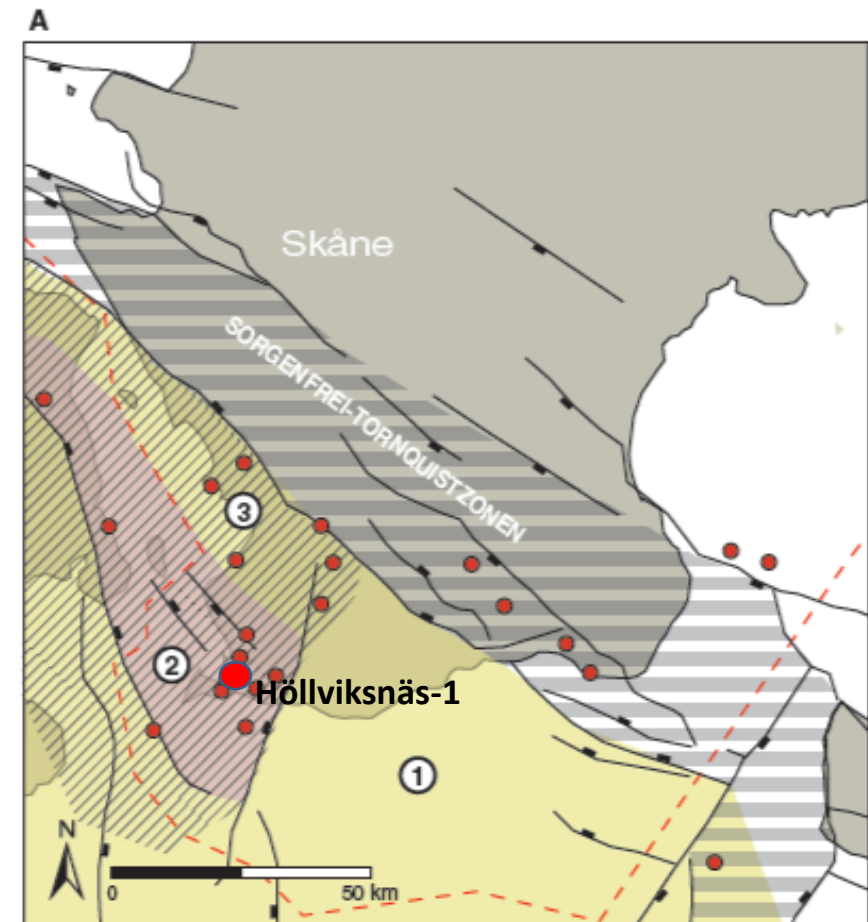 A
Skåne
SORGENFREI-TORNQUISTZONEN
3
2
Höllviksnäs-1
1
N
0 50 km